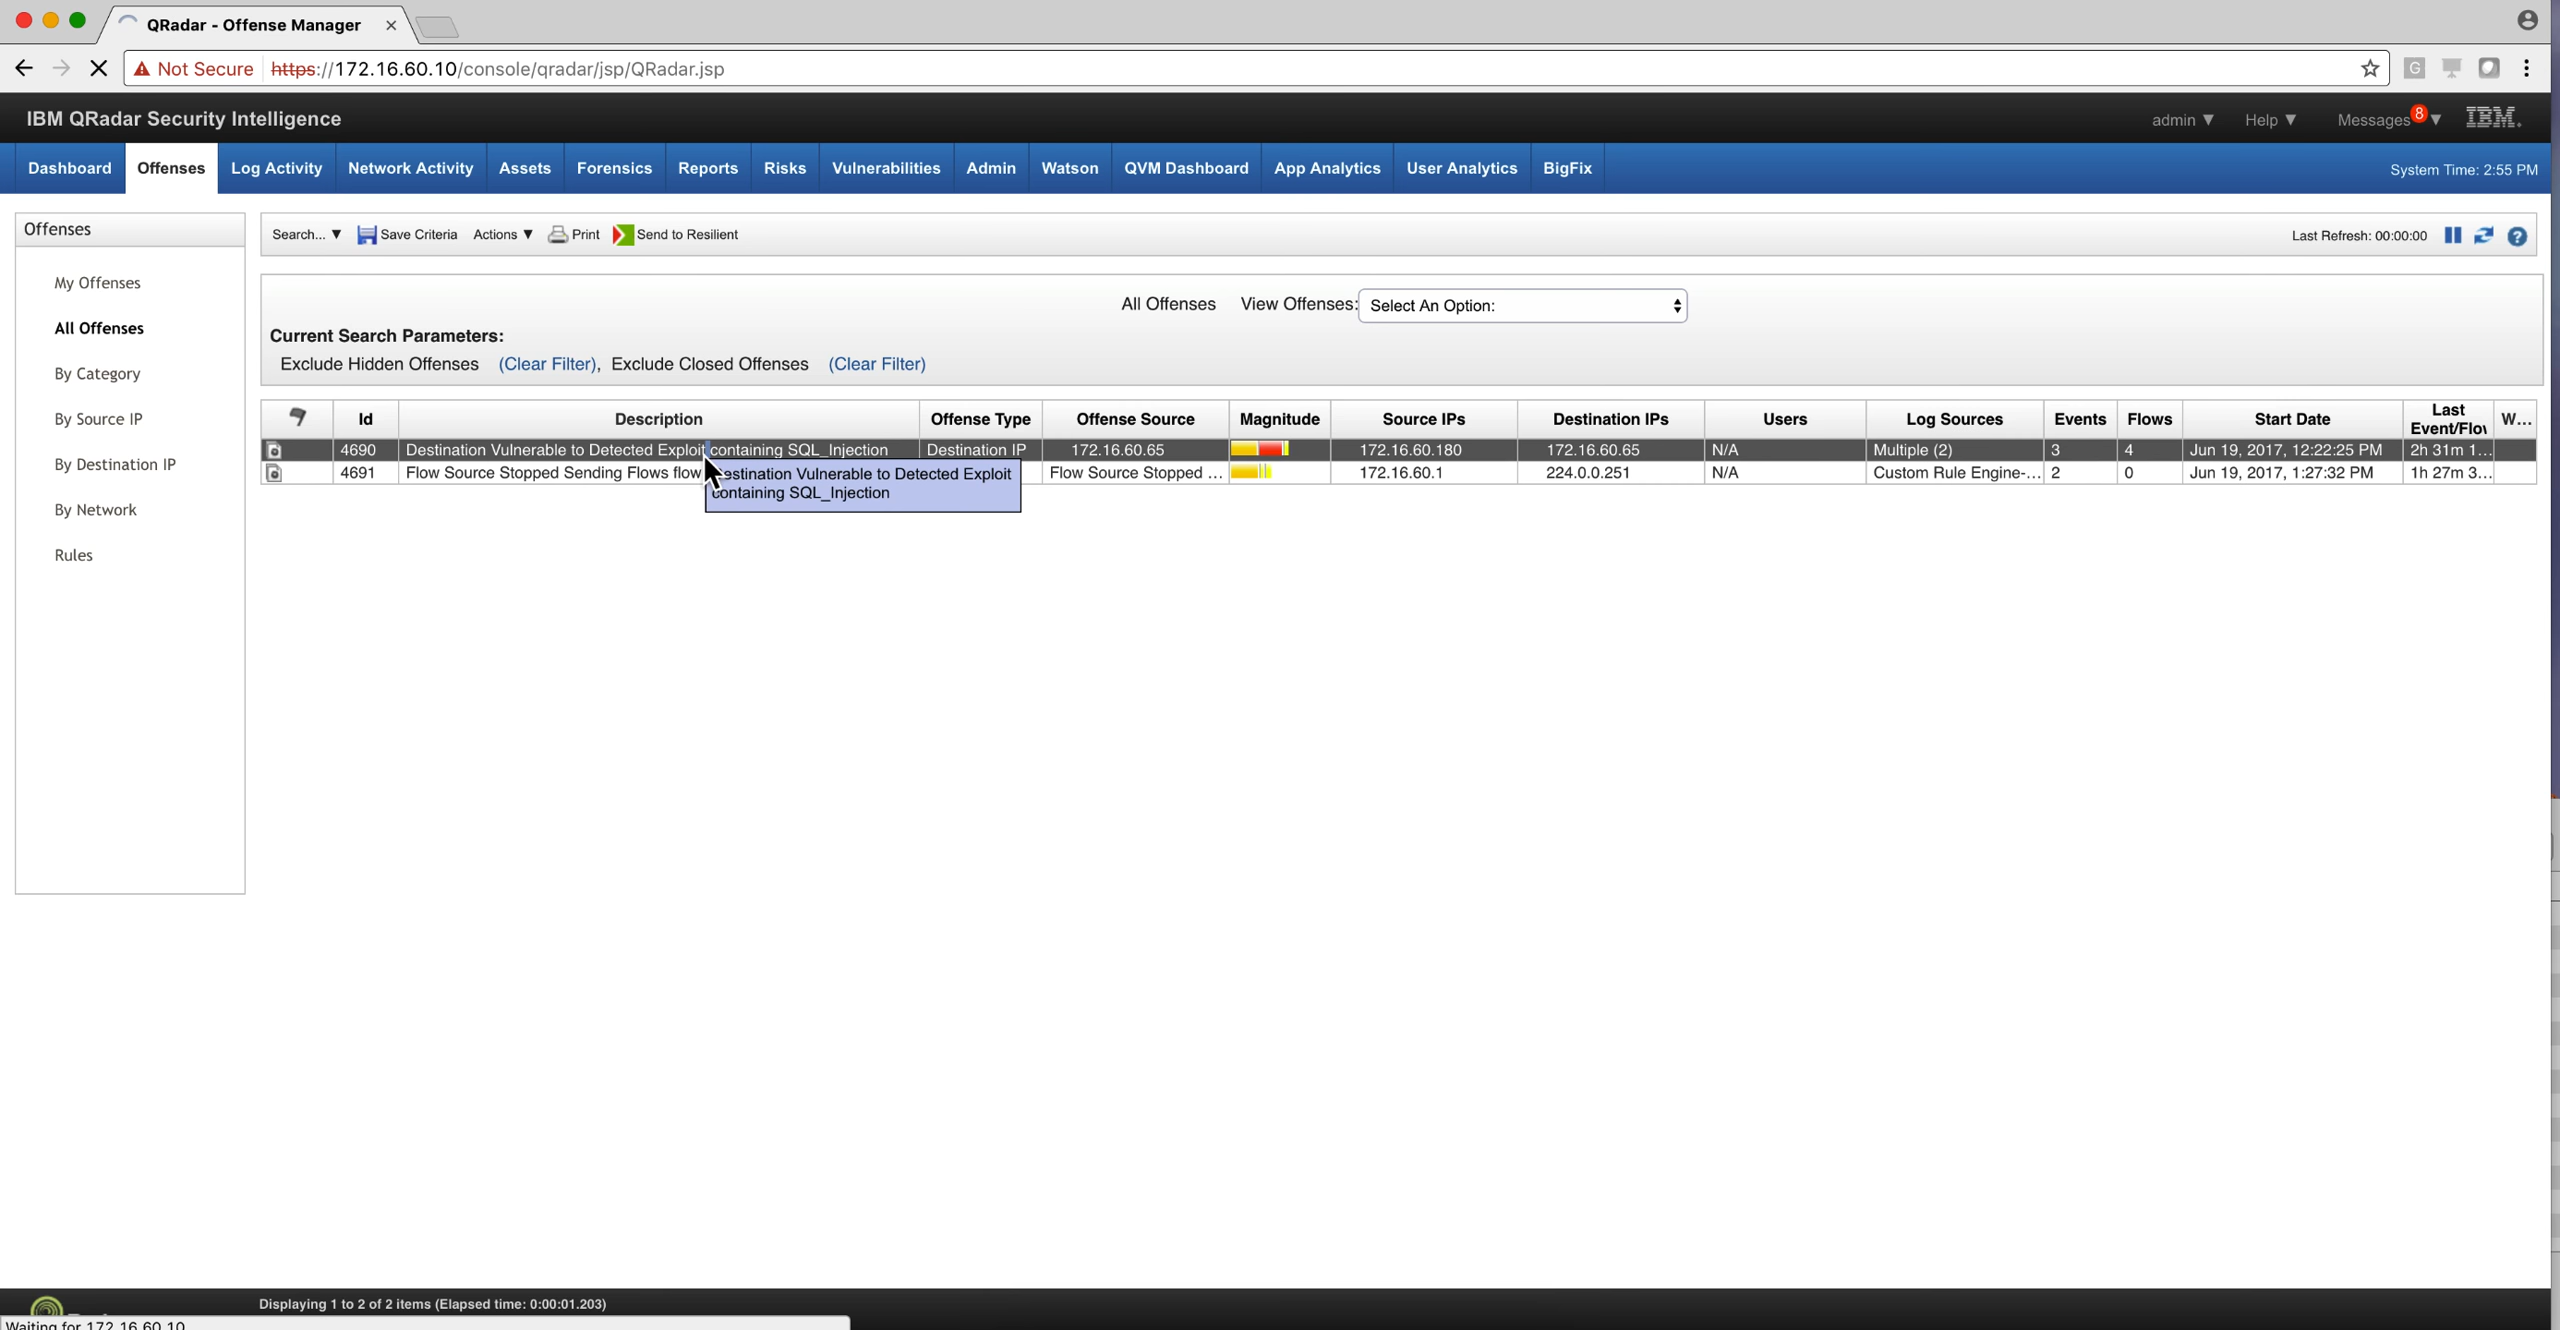 QRadar - Offense Manager
Not Secure https://172.16.60.10/console/qradar/jsp/QRadar.jsp
G
IBM QRadar Security Intelligence
admin ▼ Help ▼ Messages 8 ▼ IBM.
Dashboard Offenses Log Activity Network Activity Assets Forensics Reports Risks Vulnerabilities Admin Watson QVM Dashboard App Analytics User Analytics BigFix System Time: 2:55 PM
Offenses
My Offenses
All Offenses
By Category
By Source IP
By Destination IP
By Network
Rules
Search... ▼ Save Criteria Actions ▼ Print Send to Resilient Last Refresh: 00:00:00
All Offenses View Offenses: Select An Option:
Current Search Parameters:
Exclude Hidden Offenses (Clear Filter), Exclude Closed Offenses (Clear Filter)
Id Description Offense Type Offense Source Magnitude Source IPs Destination IPs Users Log Sources Events Flows Start Date Last Event/Flow W...
4690 Destination Vulnerable to Detected Exploit containing SQL_Injection Destination IP 172.16.60.65 172.16.60.180 172.16.60.65 N/A Multiple (2) 3 4 Jun 19, 2017, 12:22:25 PM 2h 31m 1...
4691 Flow Source Stopped Sending Flows flow Flow Source Stopped ... 172.16.60.1 224.0.0.251 N/A Custom Rule Engine-... 2 0 Jun 19, 2017, 1:27:32 PM 1h 27m 3...
Destination Vulnerable to Detected Exploit
containing SQL_Injection
Displaying 1 to 2 of 2 items (Elapsed time: 0:00:01.203)
Waiting for 172.16.60.10